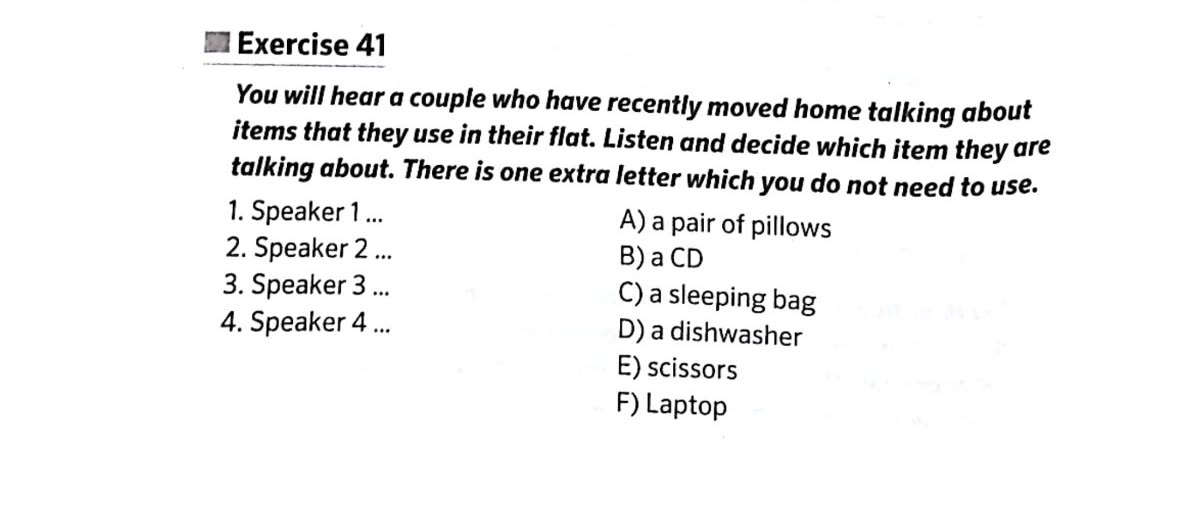 Exercise 41
You will hear a couple who have recently moved home talking about
items that they use in their flat. Listen and decide which item they are
talking about. There is one extra letter which you do not need to use.
1. Speaker 1 ...
2. Speaker 2 ...
3. Speaker 3 ...
4. Speaker 4 ...
A) a pair of pillows
B) a CD
C) a sleeping bag
D) a dishwasher
E) scissors
F) Laptop